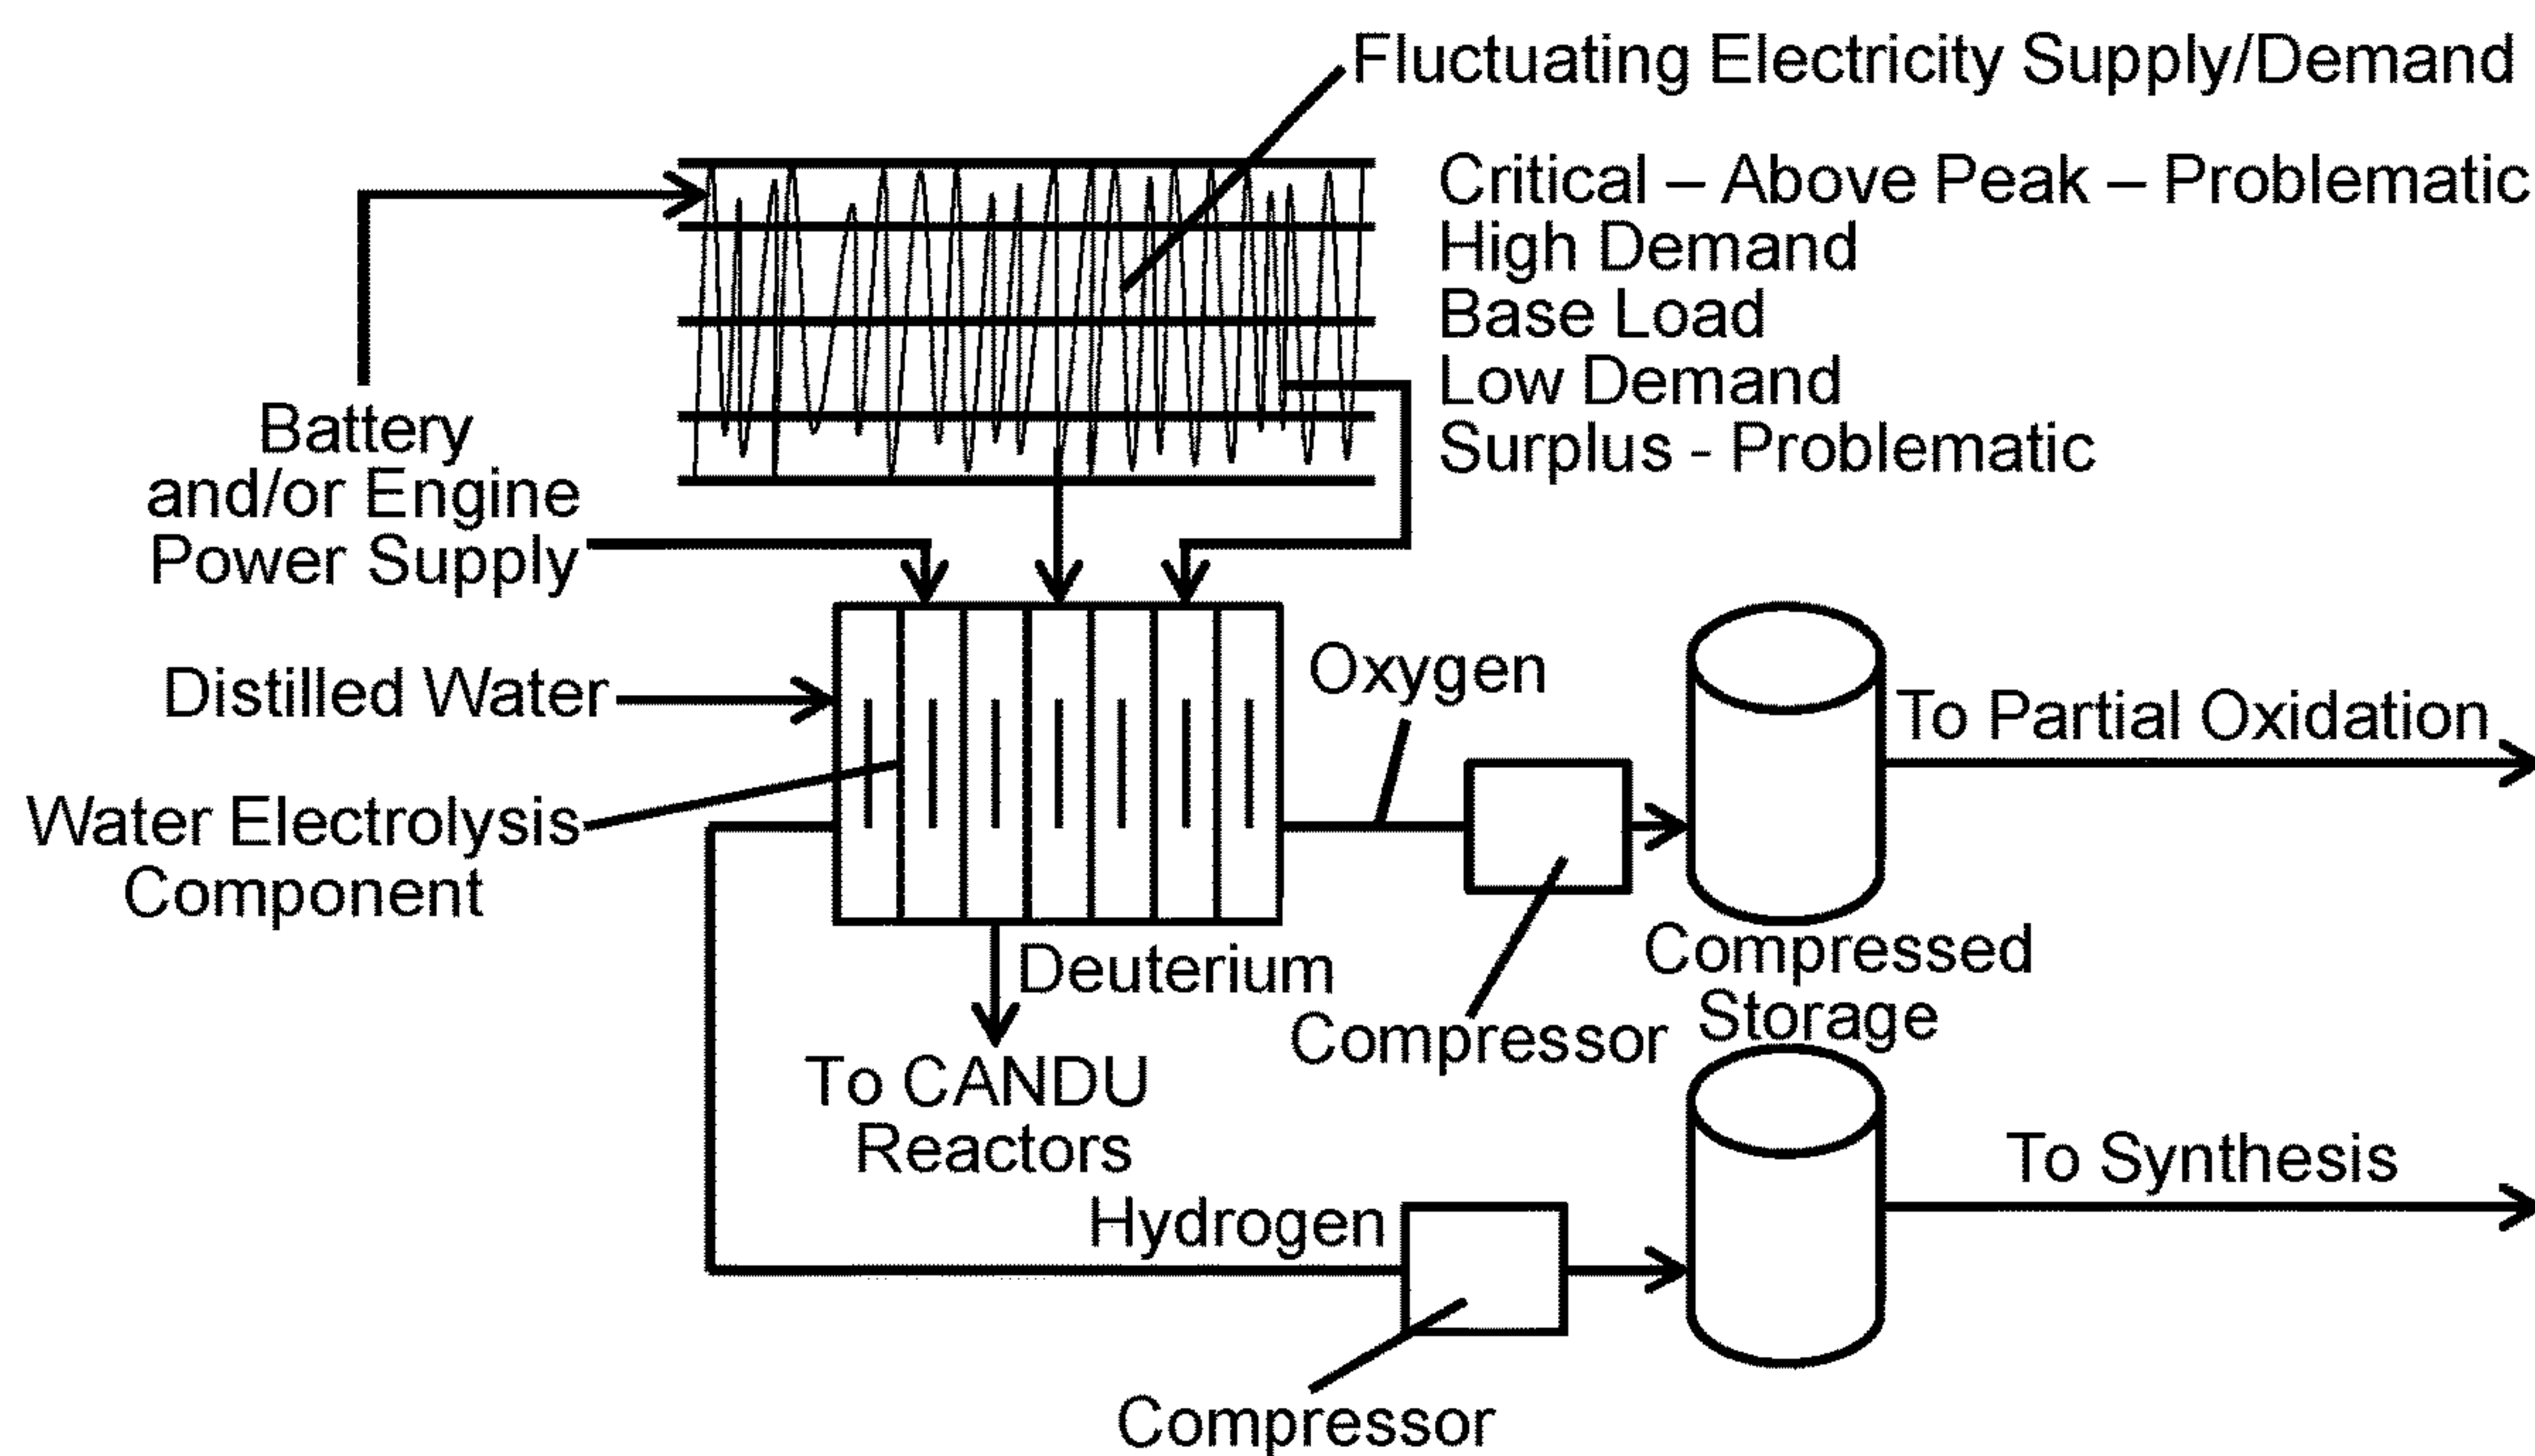 Fluctuating Electricity Supply/Demand
Critical – Above Peak – Problematic
High Demand
Base Load
Low Demand
Surplus - Problematic
Battery
and/or Engine
Power Supply
Distilled Water
Water Electrolysis
Component
Oxygen
To Partial Oxidation
Compressed
Storage
Compressor
Deuterium
To CANDU
Reactors
Hydrogen
To Synthesis
Compressor